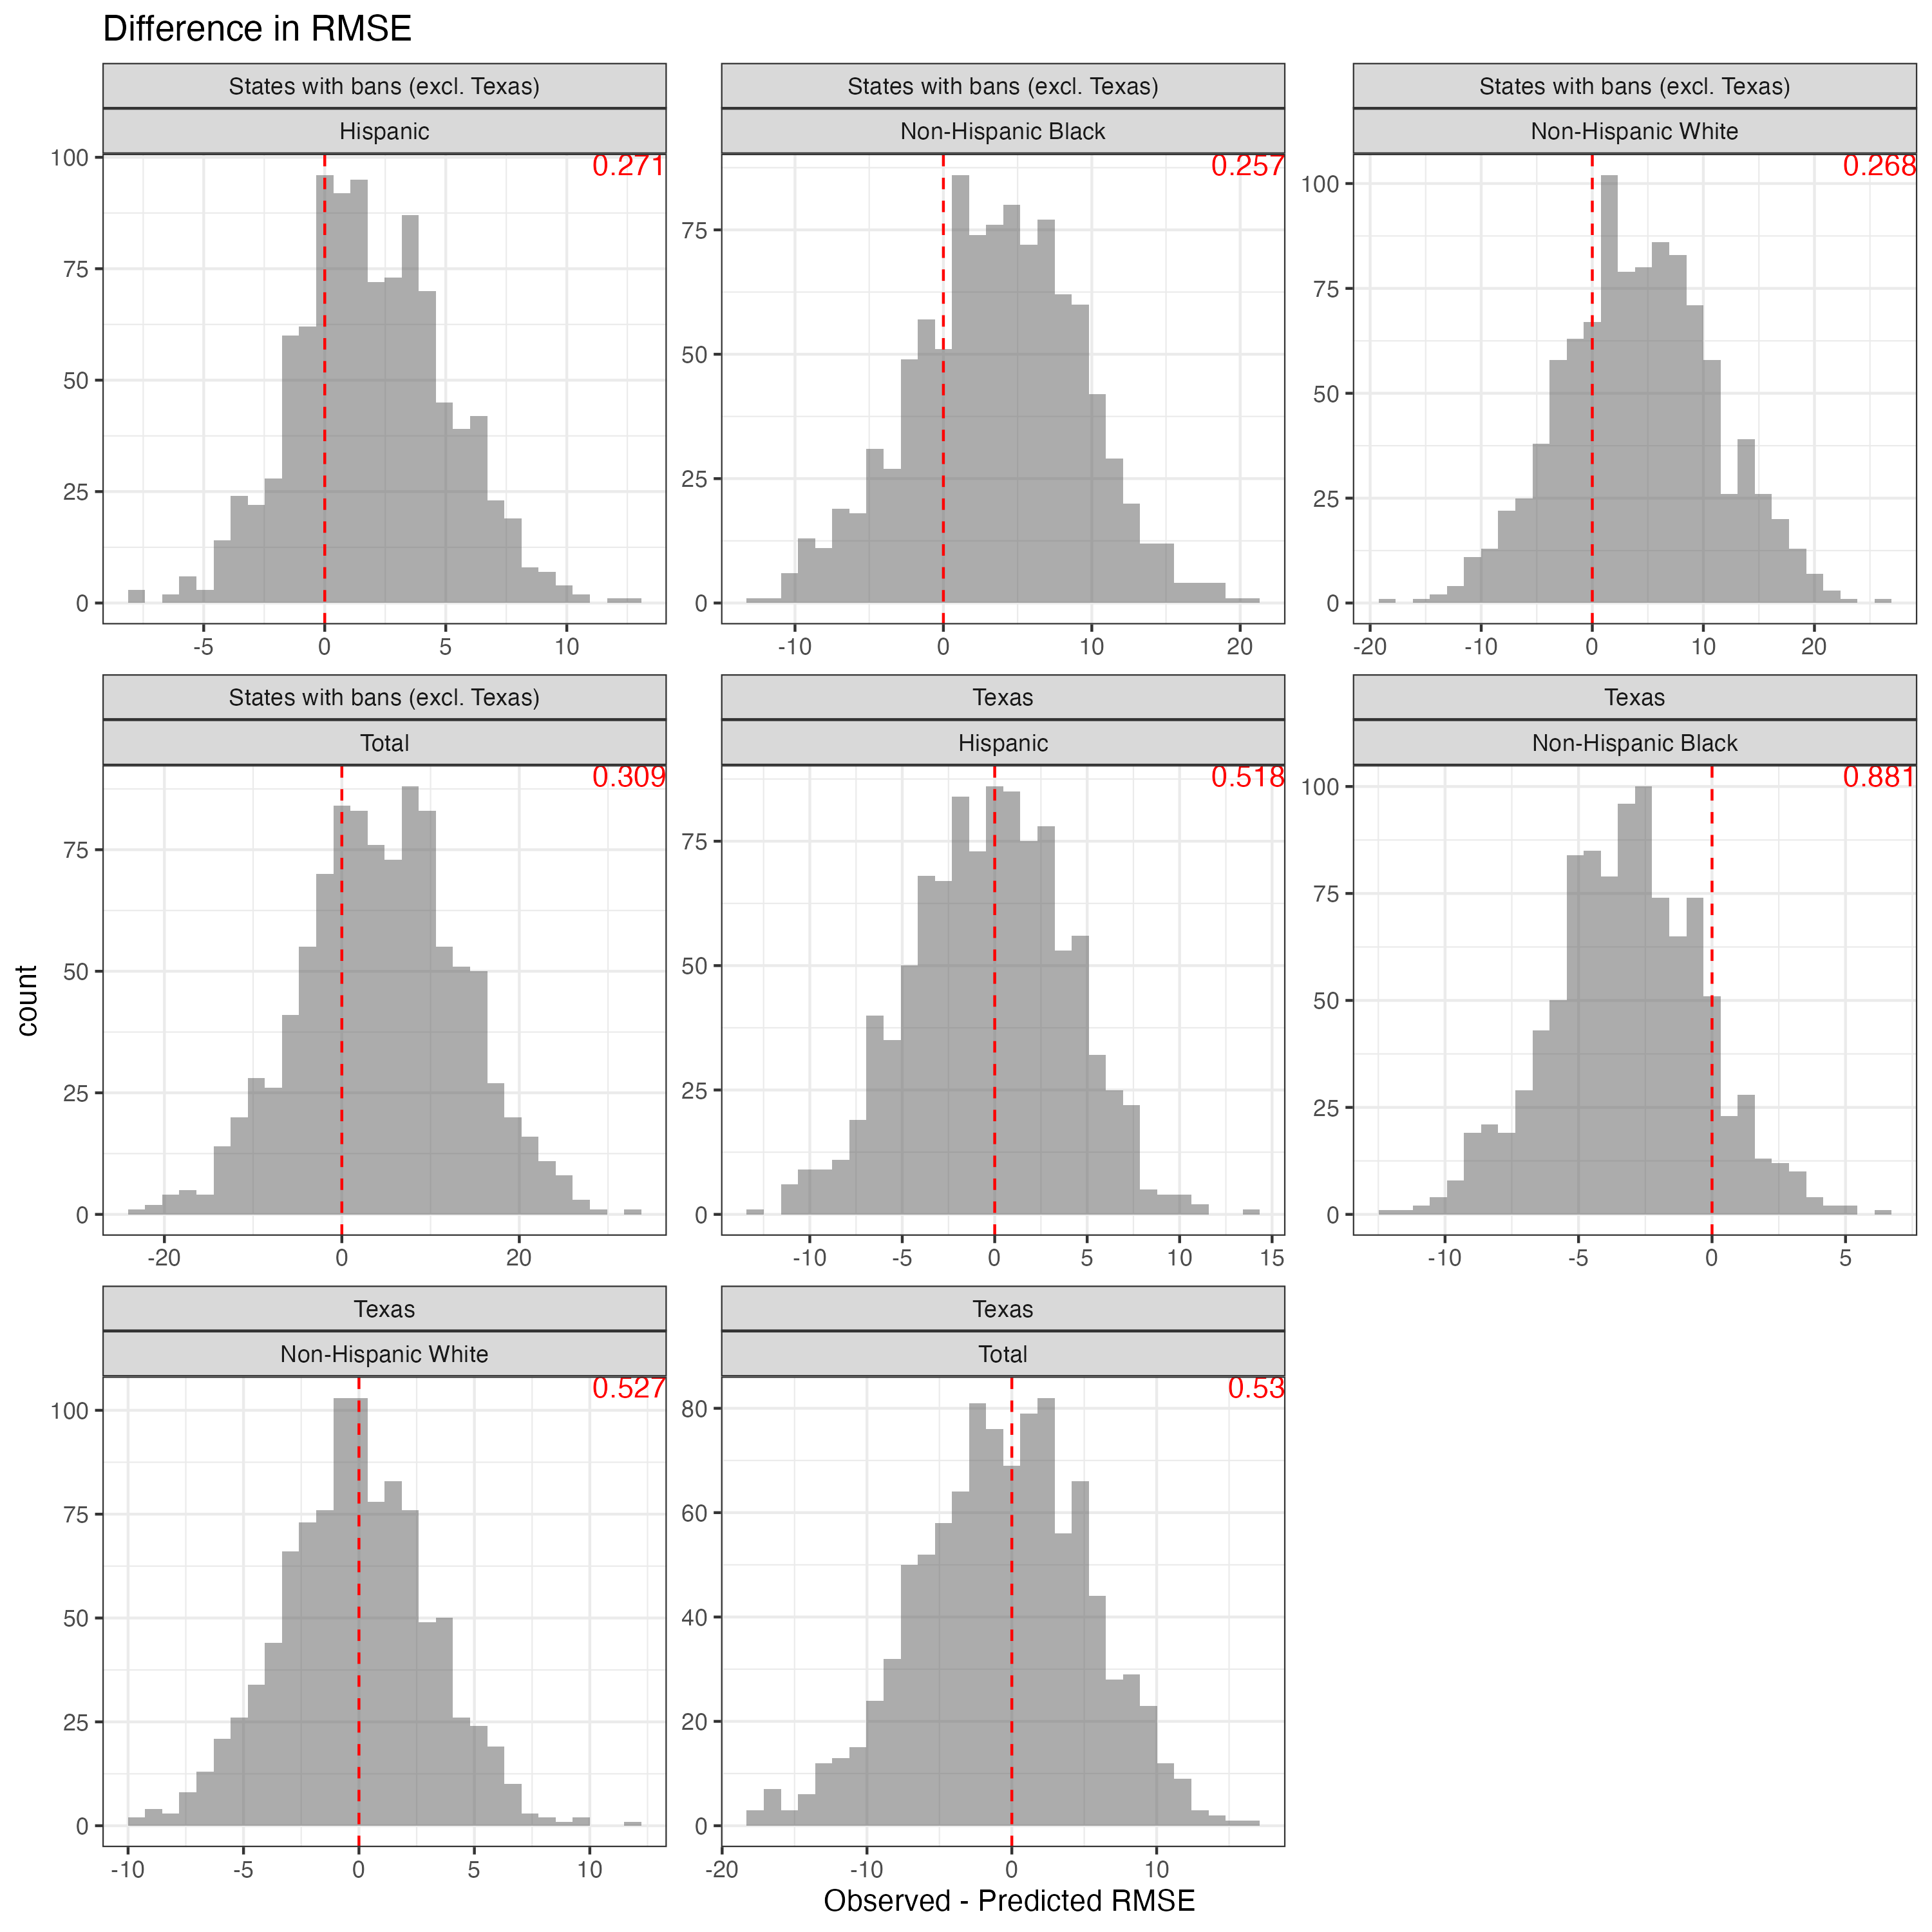 Difference in RMSE
States with bans (excl. Texas)
Hispanic
0.271
100
75
50
25
0
-5 0 5 10
States with bans (excl. Texas)
Non-Hispanic Black
0.257
75
50
25
0
-10 0 10 20
States with bans (excl. Texas)
Non-Hispanic White
0.268
100
75
50
25
0
-20 -10 0 10 20
States with bans (excl. Texas)
Total
0.309
75
50
25
0
-20 0 20
Texas
Hispanic
0.518
75
50
25
0
-10 -5 0 5 10 15
Texas
Non-Hispanic Black
0.881
100
75
50
25
0
-10 -5 0 5
Texas
Non-Hispanic White
0.527
100
75
50
25
0
-10 -5 0 5 10
Texas
Total
0.53
80
60
40
20
0
-20 -10 0 10
count
Observed - Predicted RMSE